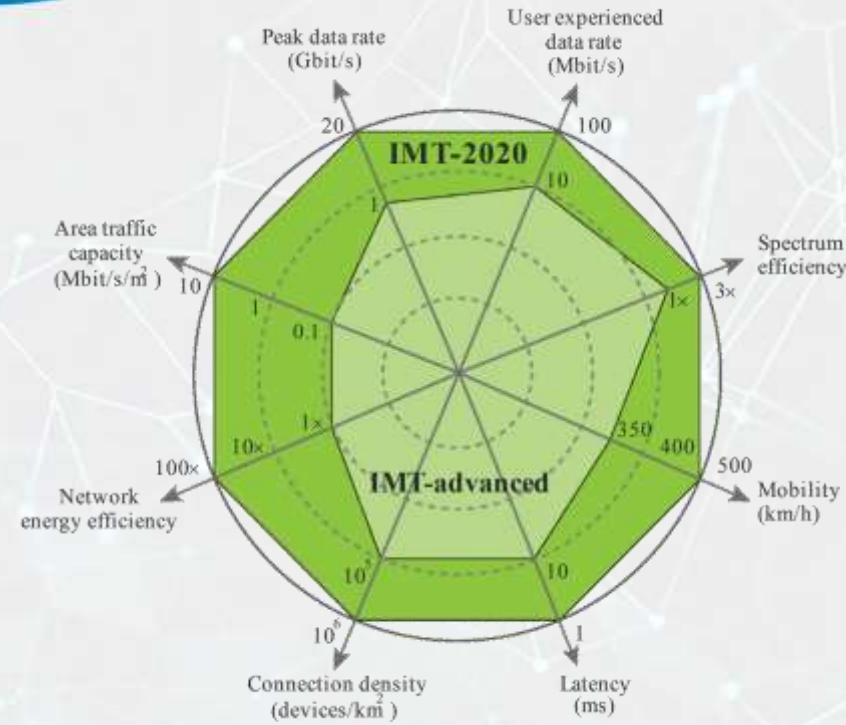 Peak data rate
(Gbit/s)
User experienced
data rate
(Mbit/s)
20
100
IMT-2020
1
10
Area traffic
capacity
(Mbit/s/m²)
Spectrum
efficiency
10
1
0.1
1×
3×
1×
10×
100×
350
400
500
Network
energy efficiency
IMT-advanced
Mobility
(km/h)
10⁵
10
10⁶
1
Connection density
(devices/km²)
Latency
(ms)